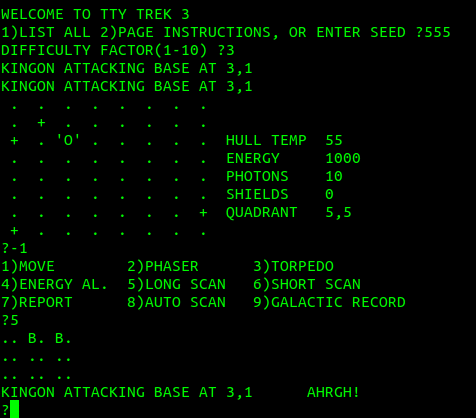 WELCOME TO TTY TREK 3
1)LIST ALL 2)PAGE INSTRUCTIONS, OR ENTER SEED ?555
DIFFICULTY FACTOR(1-10) ?3
KINGON ATTACKING BASE AT 3,1
KINGON ATTACKING BASE AT 3,1
 .  .  .  .  .  .  .  .
 .  +  .  .  .  .  .  .
 +  . 'O' .  .  .  .  .  HULL TEMP  55
 .  .  .  .  .  .  .  .  ENERGY     1000
 .  .  .  .  .  .  .  .  PHOTONS    10
 .  .  .  .  .  .  .  .  SHIELDS    0
 .  .  .  .  .  .  .  +  QUADRANT   5,5
 +  .  .  .  .  .  .  .
?-1
1)MOVE        2)PHASER      3)TORPEDO
4)ENERGY AL.  5)LONG SCAN   6)SHORT SCAN
7)REPORT      8)AUTO SCAN   9)GALACTIC RECORD
?5
.. B. B.
.. .. ..
.. .. ..
KINGON ATTACKING BASE AT 3,1      AHRGH!
?